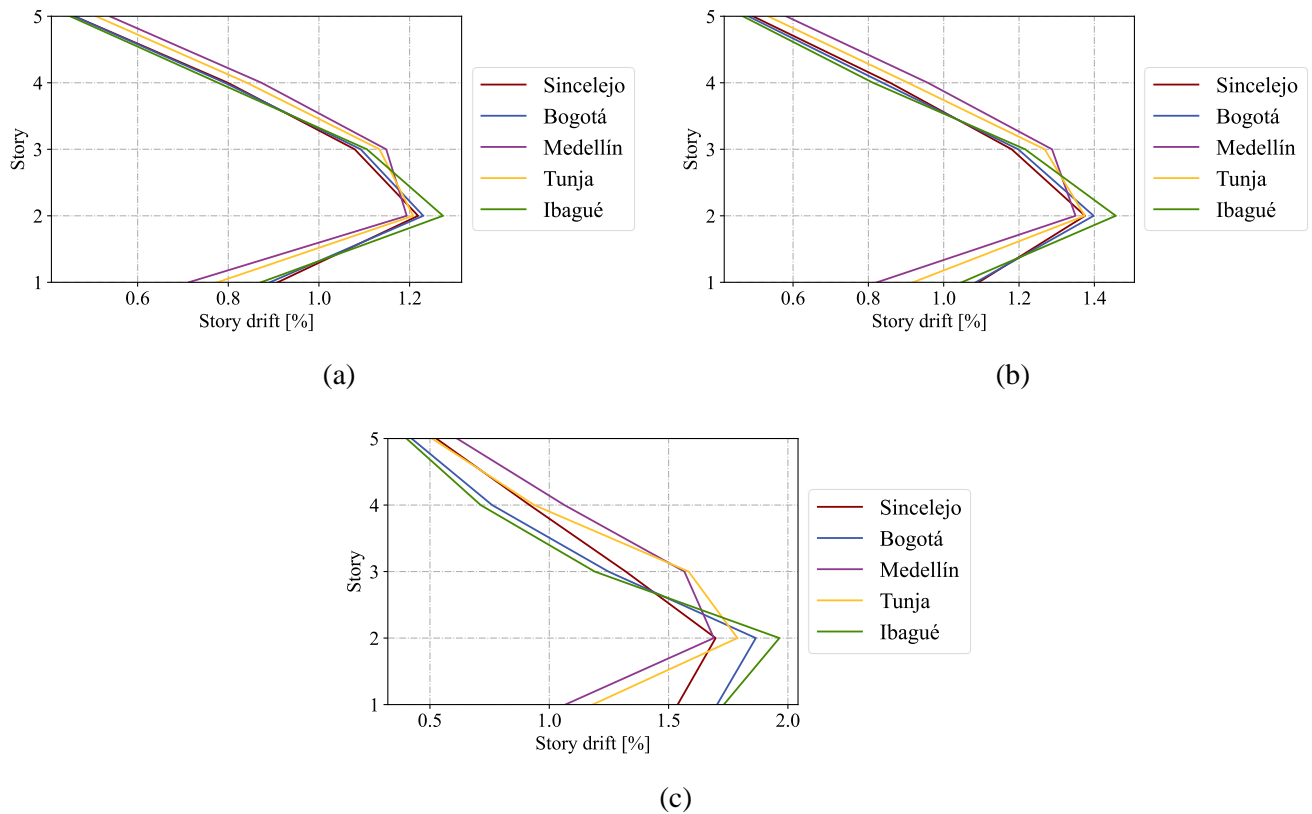 5
4
3
2
1
Story
0.6 0.8 1.0 1.2
Story drift [%]
Sincelejo
Bogotá
Medellín
Tunja
Ibagué
(a)
5
4
3
2
1
Story
0.6 0.8 1.0 1.2 1.4
Story drift [%]
Sincelejo
Bogotá
Medellín
Tunja
Ibagué
(b)
5
4
3
2
1
Story
0.5 1.0 1.5 2.0
Story drift [%]
Sincelejo
Bogotá
Medellín
Tunja
Ibagué
(c)